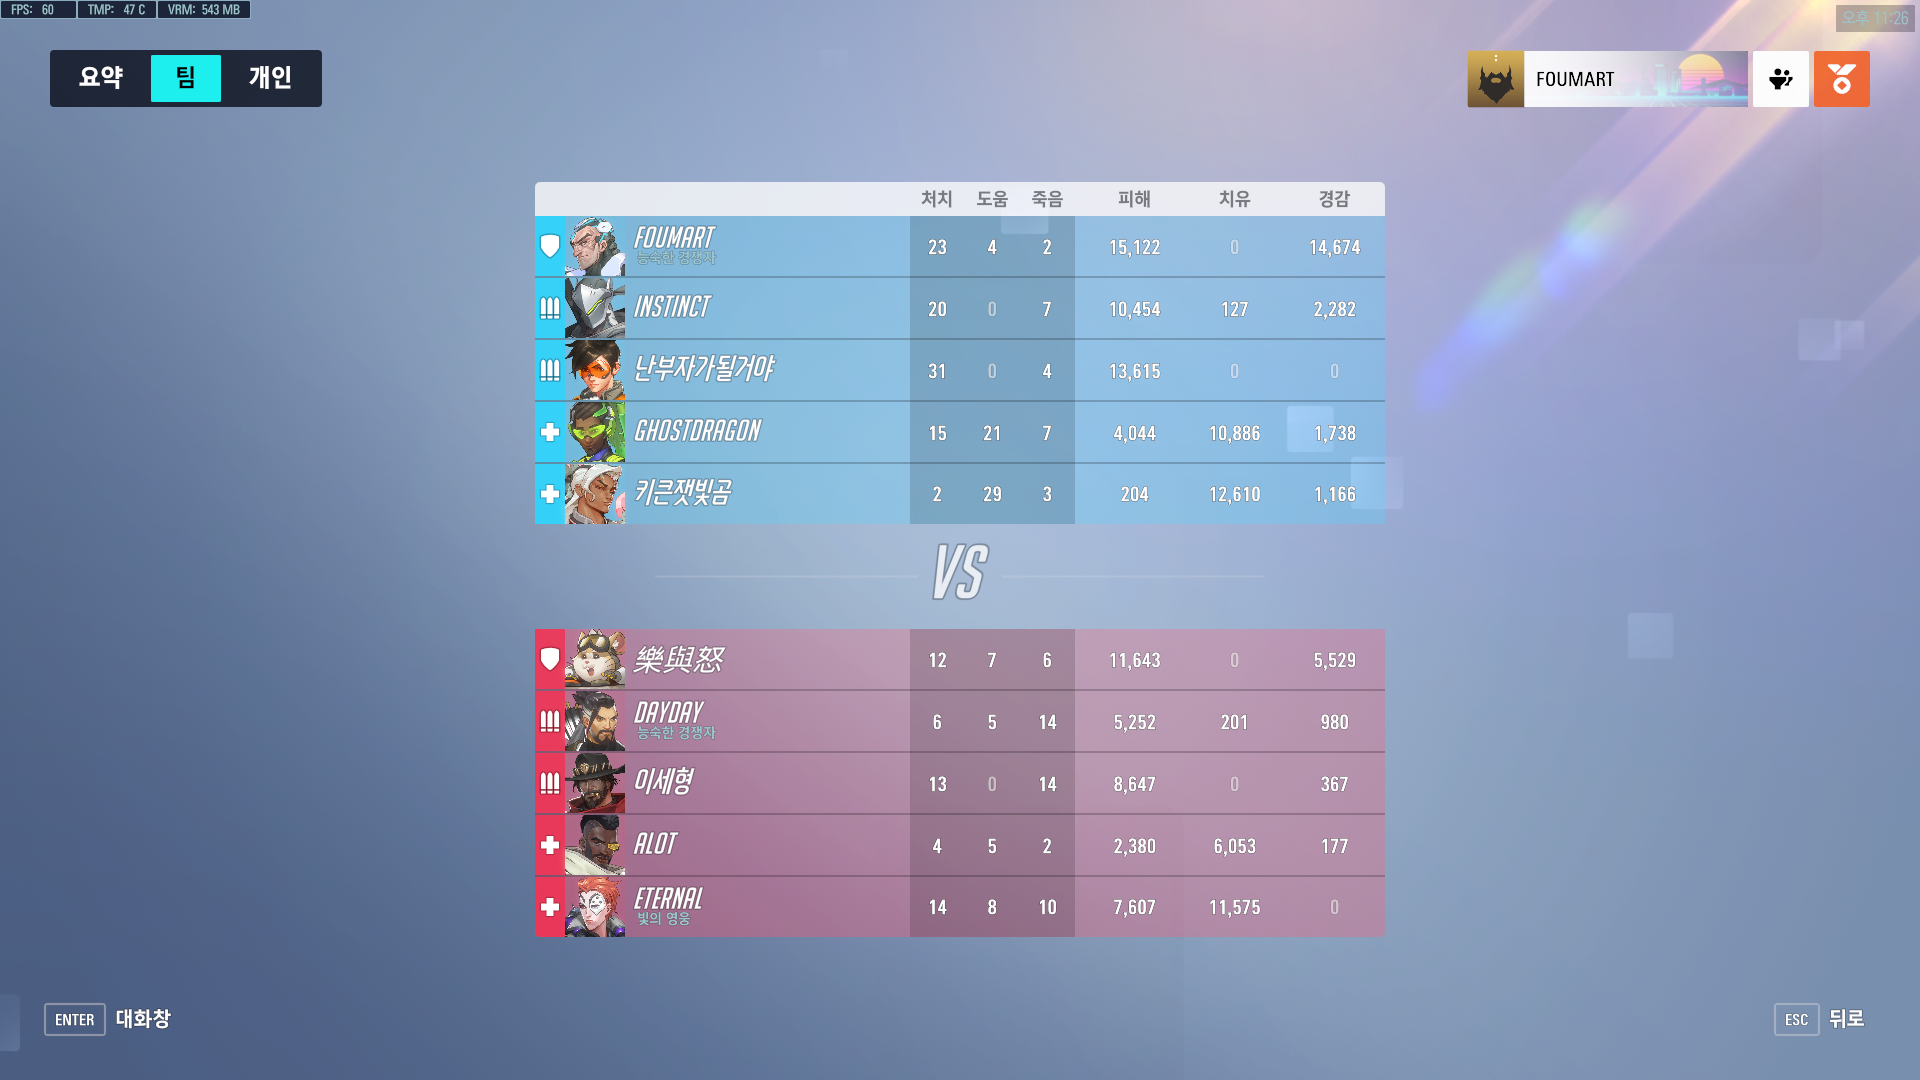 FPS: 60 TMP: 47 C VRM: 543 MB
오후 11:26
요약 팀 개인
FOUMART
처치 도움 죽음 피해 치유 경감
FOUMART 23 4 2 15,122 0 14,674
능숙한 경쟁자
INSTINCT 20 0 7 10,454 127 2,282
난부자가될거야 31 0 4 13,615 0 0
GHOSTDRAGON 15 21 7 4,044 10,886 1,738
키큰잿빛곰 2 29 3 204 12,610 1,166
VS
樂與怒 12 7 6 11,643 0 5,529
DAYDAY 6 5 14 5,252 201 980
능숙한 경쟁자
이세형 13 0 14 8,647 0 367
ALOT 4 5 2 2,380 6,053 177
ETERNAL 14 8 10 7,607 11,575 0
빛의 영웅
ENTER 대화창
ESC 뒤로